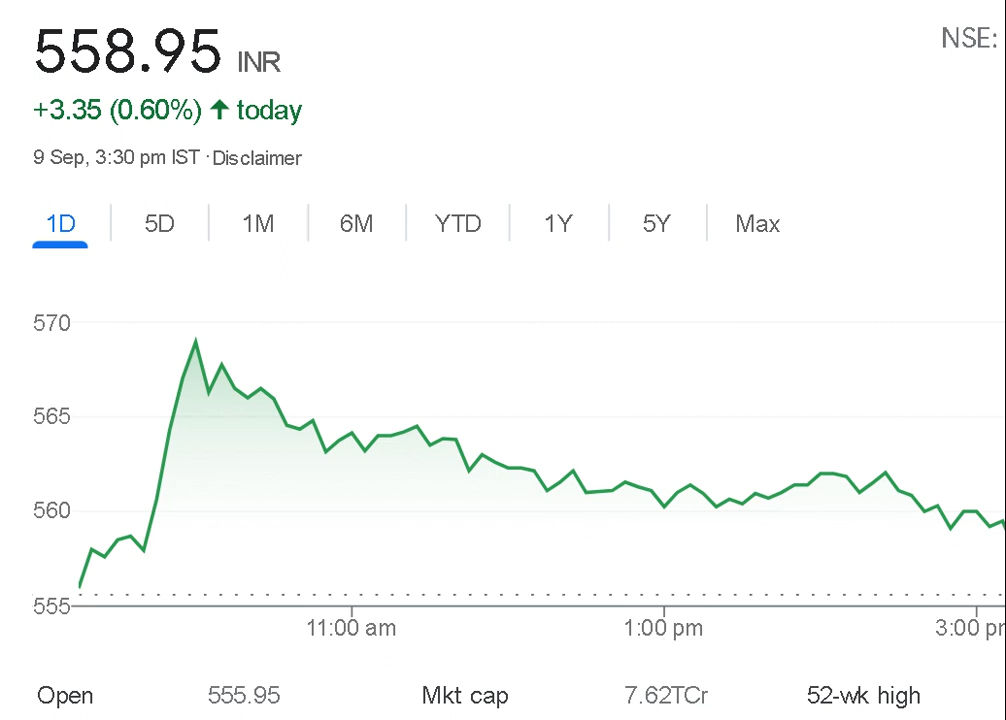 558.95 INR
NSE:
+3.35 (0.60%) ↑ today
9 Sep, 3:30 pm IST · Disclaimer
1D 5D 1M 6M YTD 1Y 5Y Max
570
565
560
555
11:00 am 1:00 pm 3:00 pr
Open 555.95 Mkt cap 7.62TCr 52-wk high